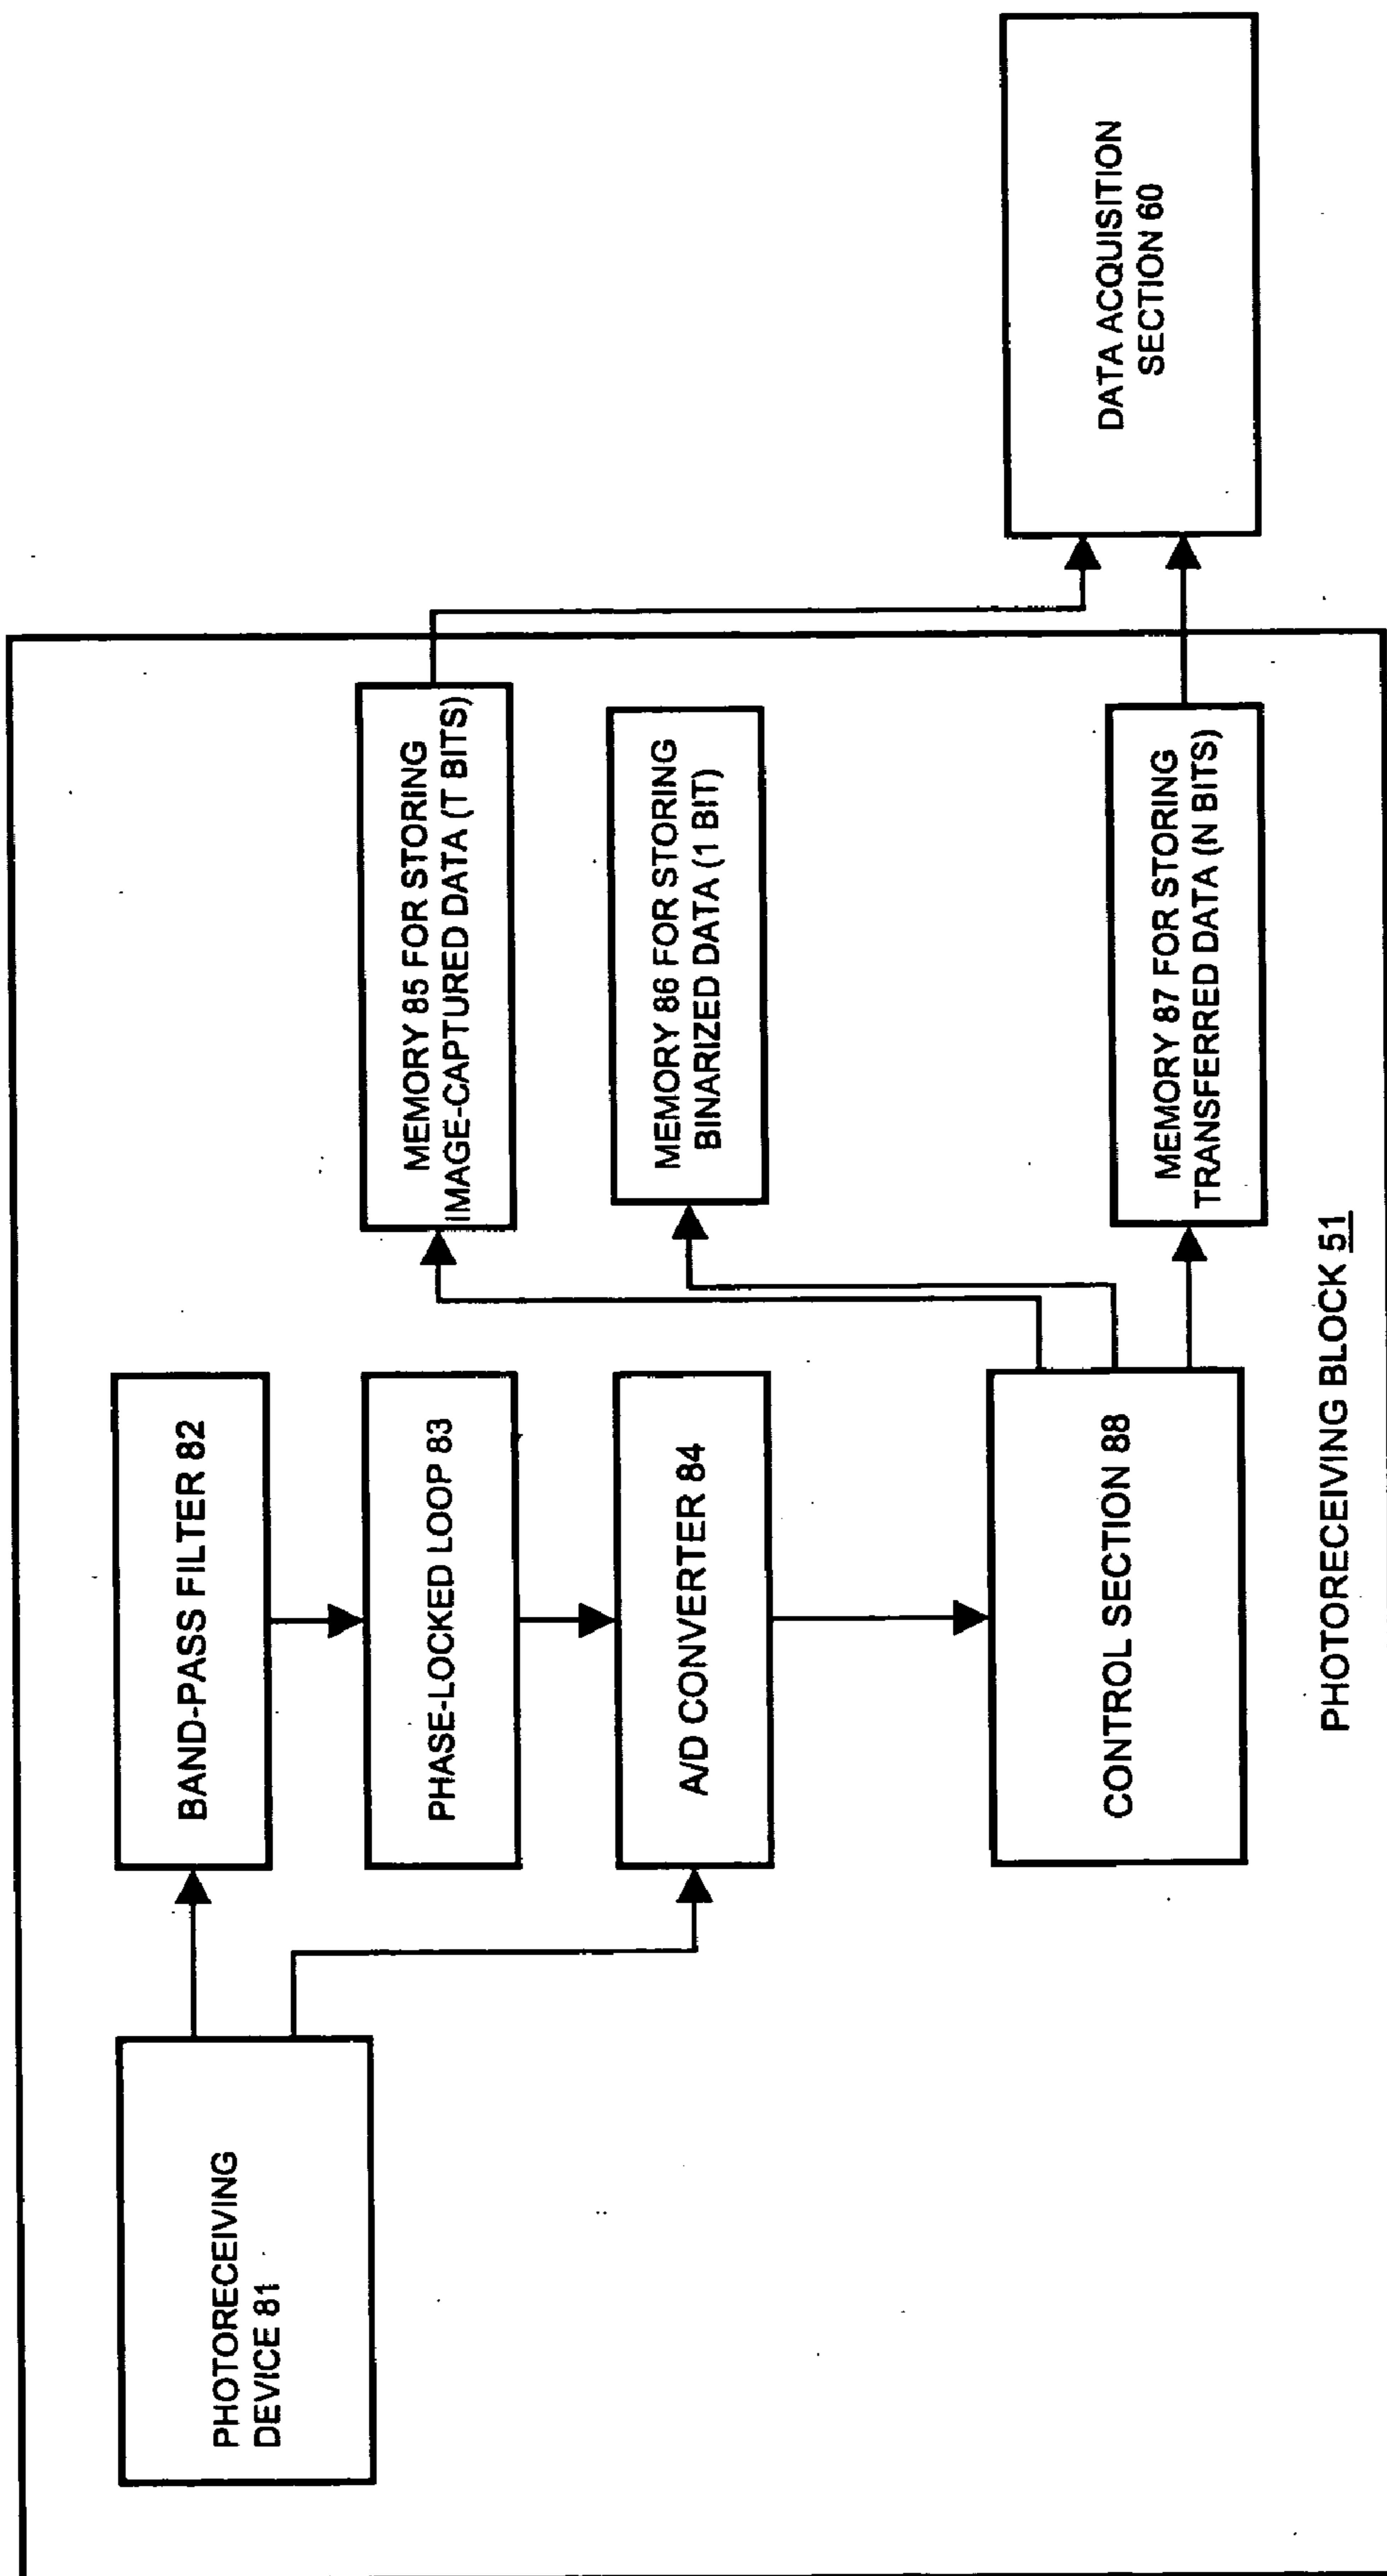 PHOTORECEIVING
DEVICE 81
BAND-PASS FILTER 82
PHASE-LOCKED LOOP 83
A/D CONVERTER 84
CONTROL SECTION 88
MEMORY 85 FOR STORING
IMAGE-CAPTURED DATA (T BITS)
MEMORY 86 FOR STORING
BINARIZED DATA (1 BIT)
MEMORY 87 FOR STORING
TRANSFERRED DATA (N BITS)
PHOTORECEIVING BLOCK 51
DATA ACQUISITION
SECTION 60